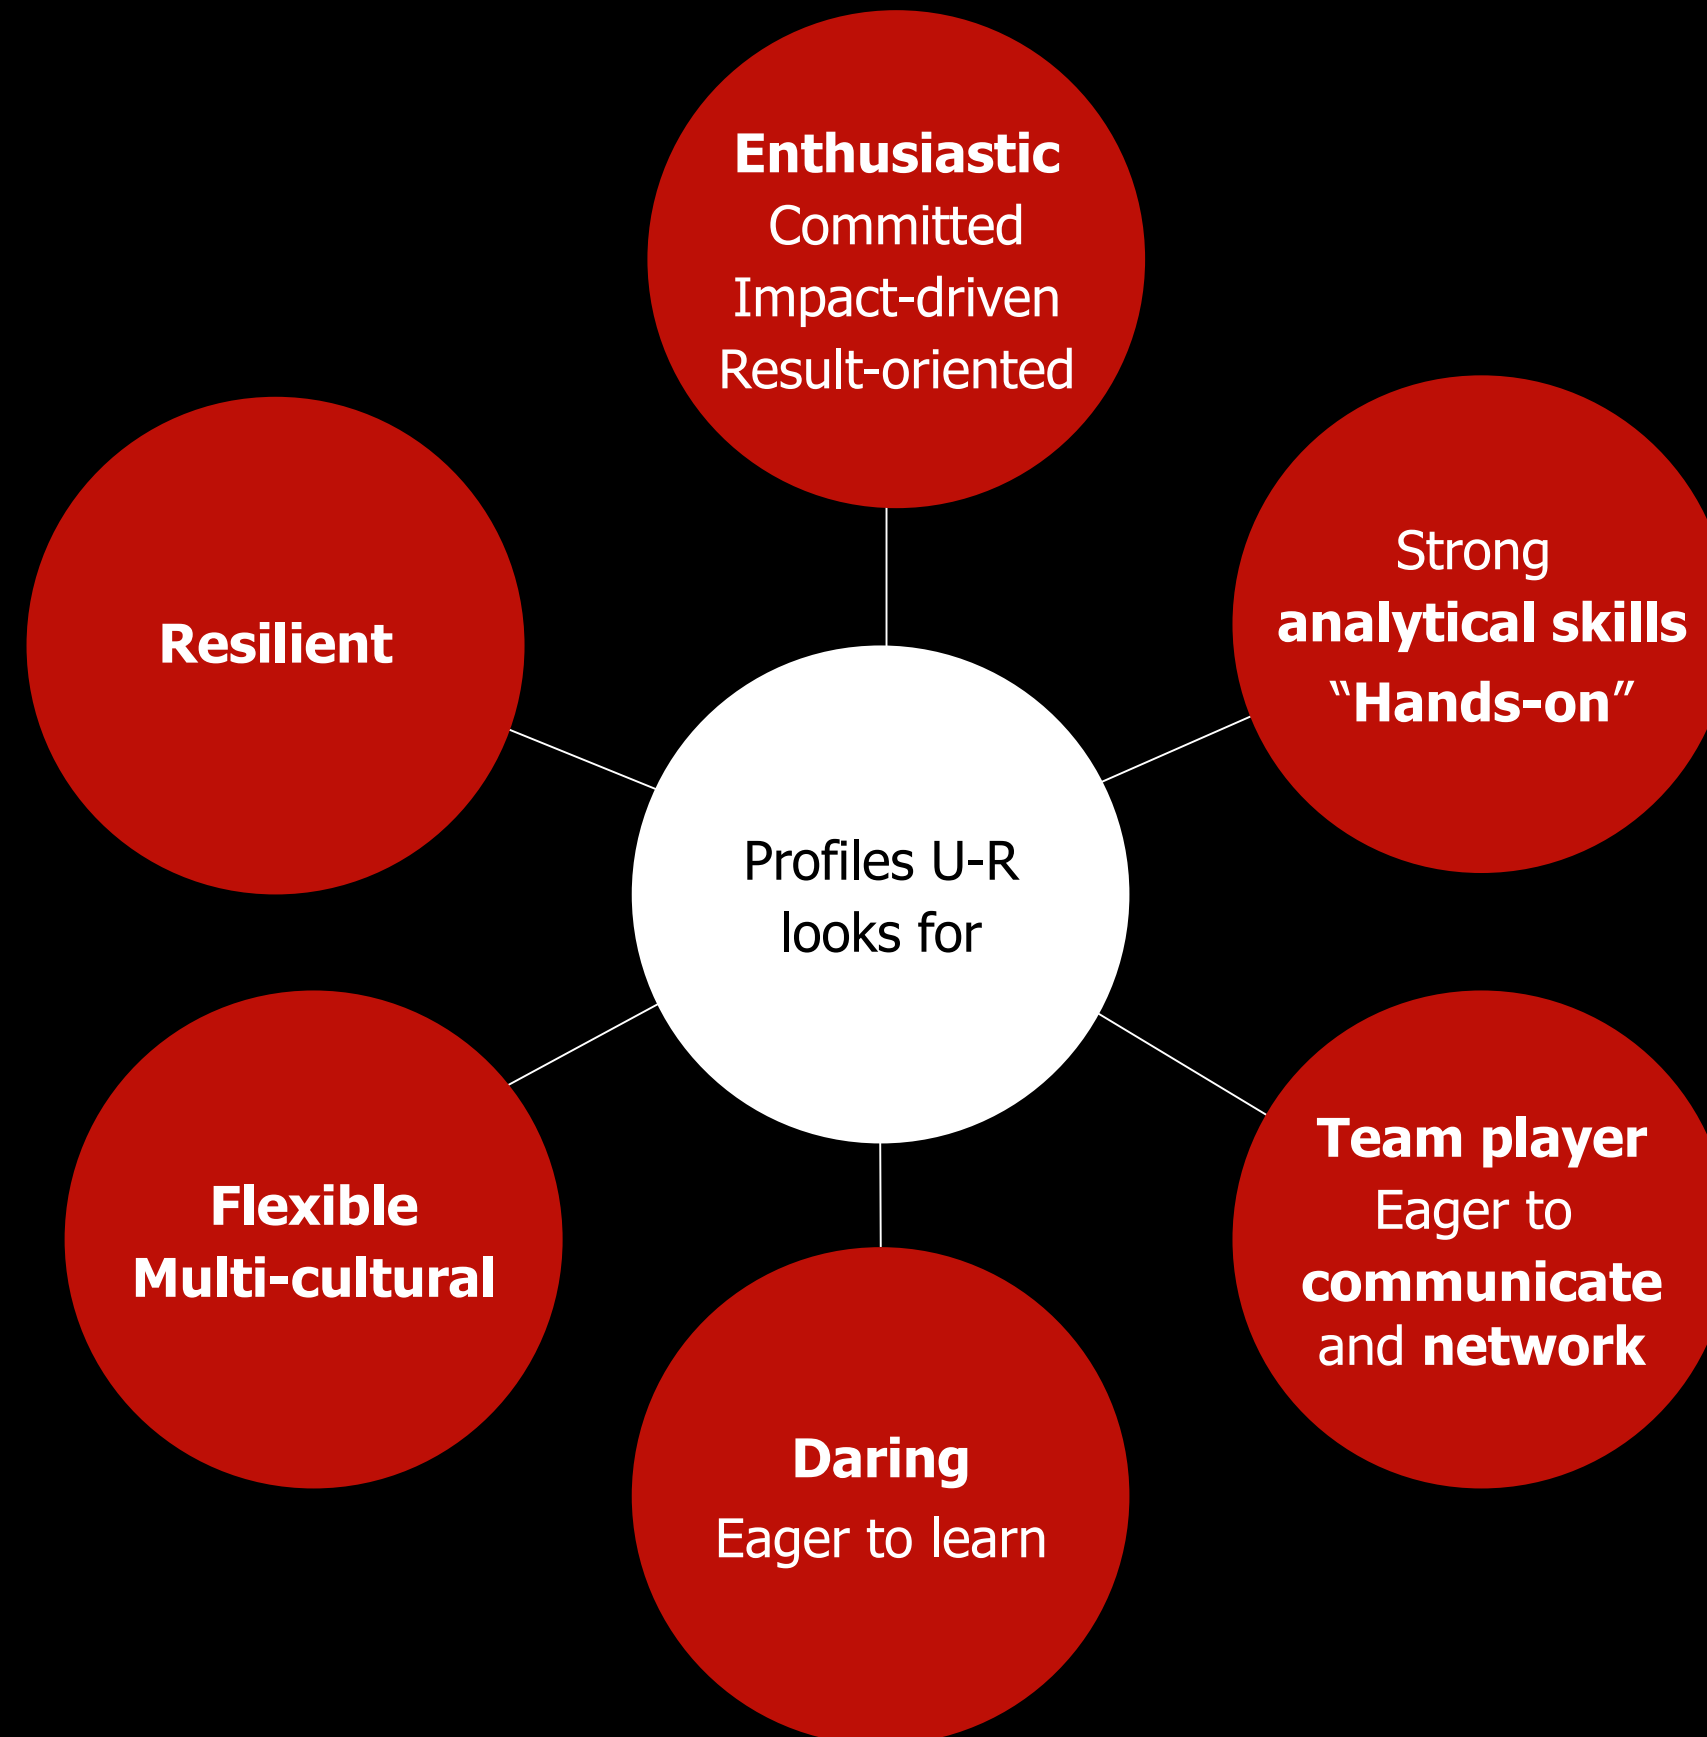 Enthusiastic
Committed
Impact-driven
Result-oriented
Strong
analytical skills
“Hands-on”
Resilient
Profiles U-R
looks for
Team player
Eager to
communicate
and network
Flexible
Multi-cultural
Daring
Eager to learn